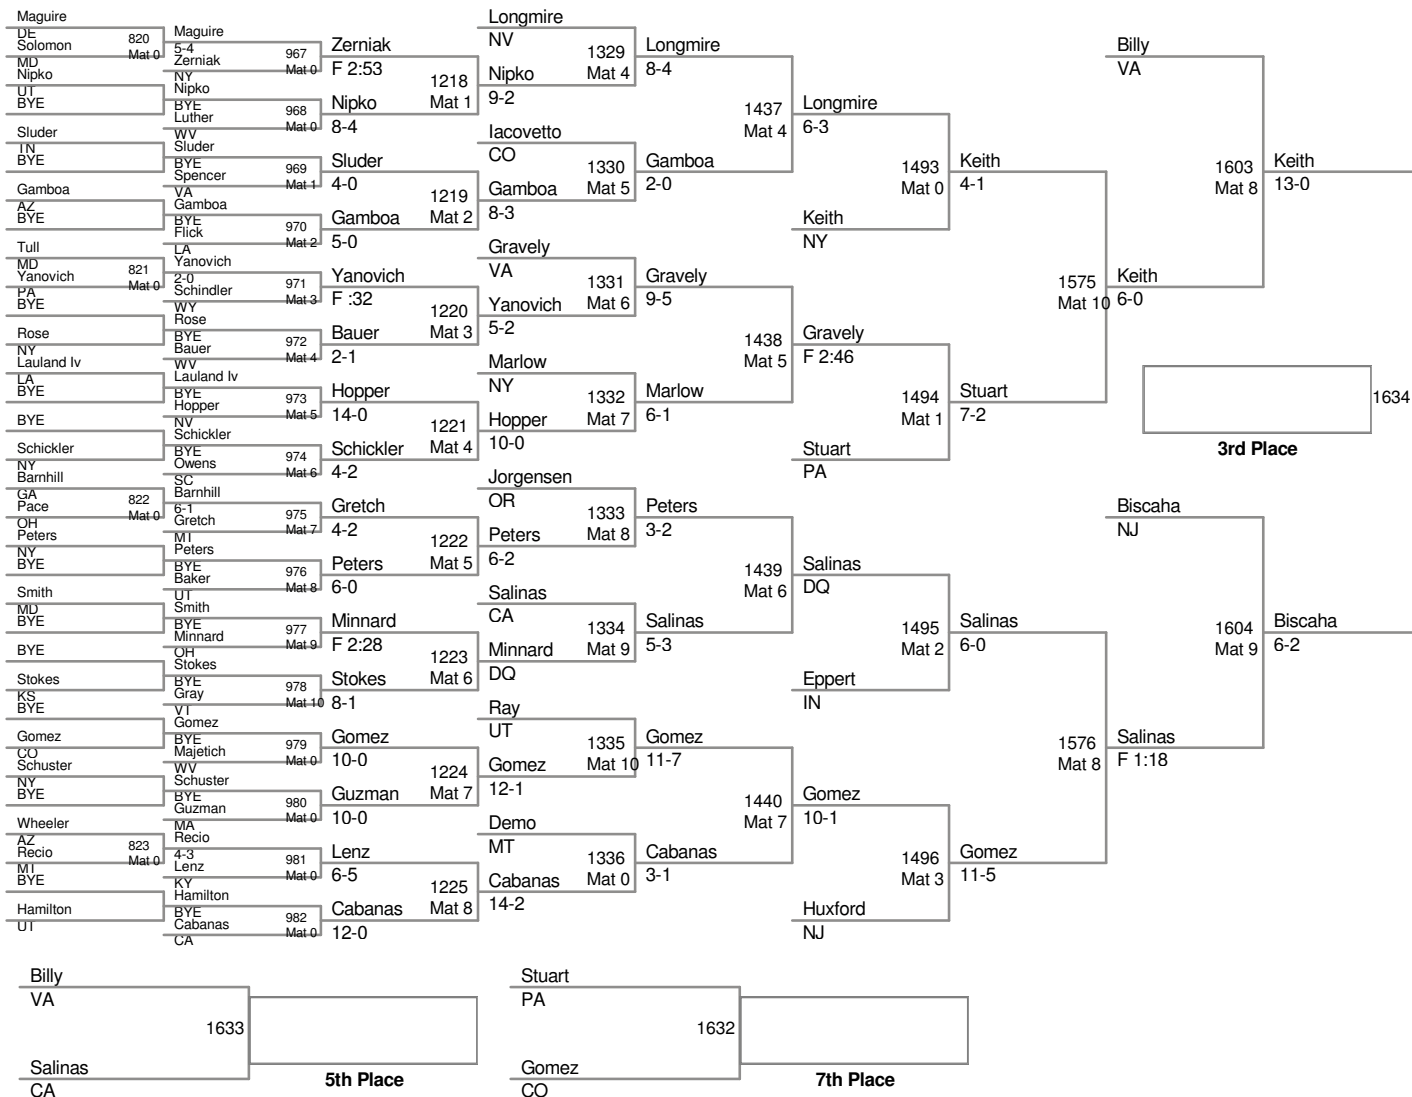 Maguire
DE
Solomon
MD
Nipko
UT
BYE
Sluder
TN
BYE
Gamboa
AZ
BYE
Tull
MD
Yanovich
PA
BYE
Rose
NY
Lauland Iv
LA
BYE
BYE
Schickler
NY
Barnhill
GA
Pace
OH
Peters
NY
BYE
Smith
MD
BYE
BYE
Stokes
KS
BYE
Gomez
CO
Schuster
NY
BYE
Wheeler
AZ
Recio
MT
BYE
Hamilton
UT
820
Mat 0
821
Mat 0
822
Mat 0
823
Mat 0
Maguire
5-4
Zerniak
NY
Nipko
BYE
Luther
WV
Sluder
BYE
Spencer
VA
Gamboa
BYE
Flick
LA
Yanovich
2-0
Schindler
WY
Rose
BYE
Bauer
WV
Lauland Iv
BYE
Hopper
NV
Schickler
BYE
Owens
SC
Barnhill
6-1
Gretch
MT
Peters
BYE
Baker
UT
Smith
BYE
Minnard
OH
Stokes
BYE
Gray
VT
Gomez
BYE
Majetich
WV
Schuster
BYE
Guzman
MA
Recio
4-3
Lenz
KY
Hamilton
BYE
Cabanas
CA
967
Mat 0
968
Mat 0
969
Mat 1
970
Mat 2
971
Mat 3
972
Mat 4
973
Mat 5
974
Mat 6
975
Mat 7
976
Mat 8
977
Mat 9
978
Mat 10
979
Mat 0
980
Mat 0
981
Mat 0
982
Mat 0
Zerniak
F 2:53
Nipko
8-4
Sluder
4-0
Gamboa
5-0
Yanovich
F :32
Bauer
2-1
Hopper
14-0
Schickler
4-2
Gretch
4-2
Peters
6-0
Minnard
F 2:28
Stokes
8-1
Gomez
10-0
Guzman
10-0
Lenz
6-5
Cabanas
12-0
1218
Mat 1
1219
Mat 2
1220
Mat 3
1221
Mat 4
1222
Mat 5
1223
Mat 6
1224
Mat 7
1225
Mat 8
Longmire
NV
Nipko
9-2
Iacovetto
CO
Gamboa
8-3
Gravely
VA
Yanovich
5-2
Marlow
NY
Hopper
10-0
Jorgensen
OR
Peters
6-2
Salinas
CA
Minnard
DQ
Ray
UT
Gomez
12-1
Demo
MT
Cabanas
14-2
1329
Mat 4
1330
Mat 5
1331
Mat 6
1332
Mat 7
1333
Mat 8
1334
Mat 9
1335
Mat 10
1336
Mat 0
Longmire
8-4
Gamboa
2-0
Gravely
9-5
Marlow
6-1
Peters
3-2
Salinas
5-3
Gomez
11-7
Cabanas
3-1
1437
Mat 4
1438
Mat 5
1439
Mat 6
1440
Mat 7
Longmire
6-3
Keith
NY
Gravely
F 2:46
Stuart
PA
Salinas
DQ
Eppert
IN
Gomez
10-1
Huxford
NJ
1493
Mat 0
1494
Mat 1
1495
Mat 2
1496
Mat 3
Keith
4-1
Stuart
7-2
Salinas
6-0
Gomez
11-5
1575
Mat 10
1576
Mat 8
Billy
VA
Keith
6-0
Biscaha
NJ
Salinas
F 1:18
1603
Mat 8
1604
Mat 9
Keith
13-0
Biscaha
6-2
1634
3rd Place
Billy
VA
1633
Salinas
CA
5th Place
Stuart
PA
1632
Gomez
CO
7th Place